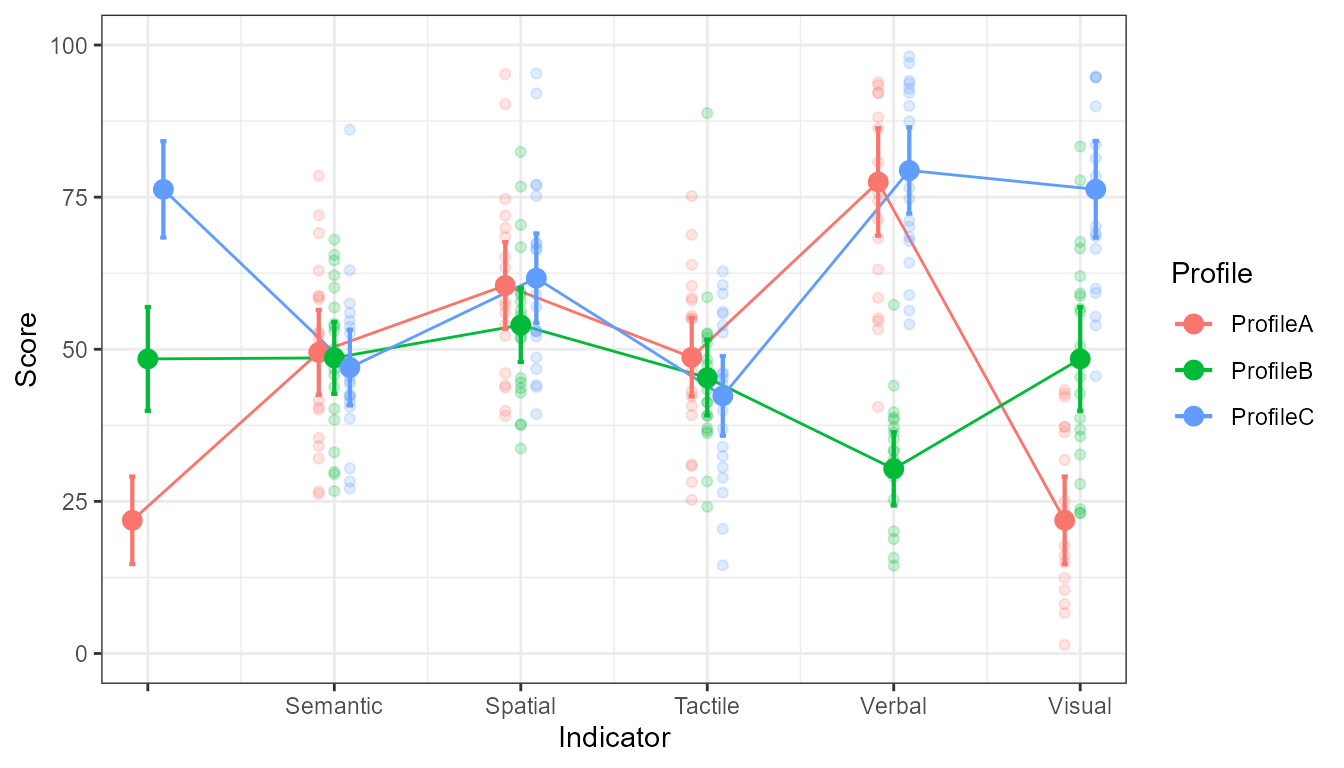 100
75
50
25
0
Score
Semantic Spatial Tactile Verbal Visual
Indicator
Profile
ProfileA
ProfileB
ProfileC